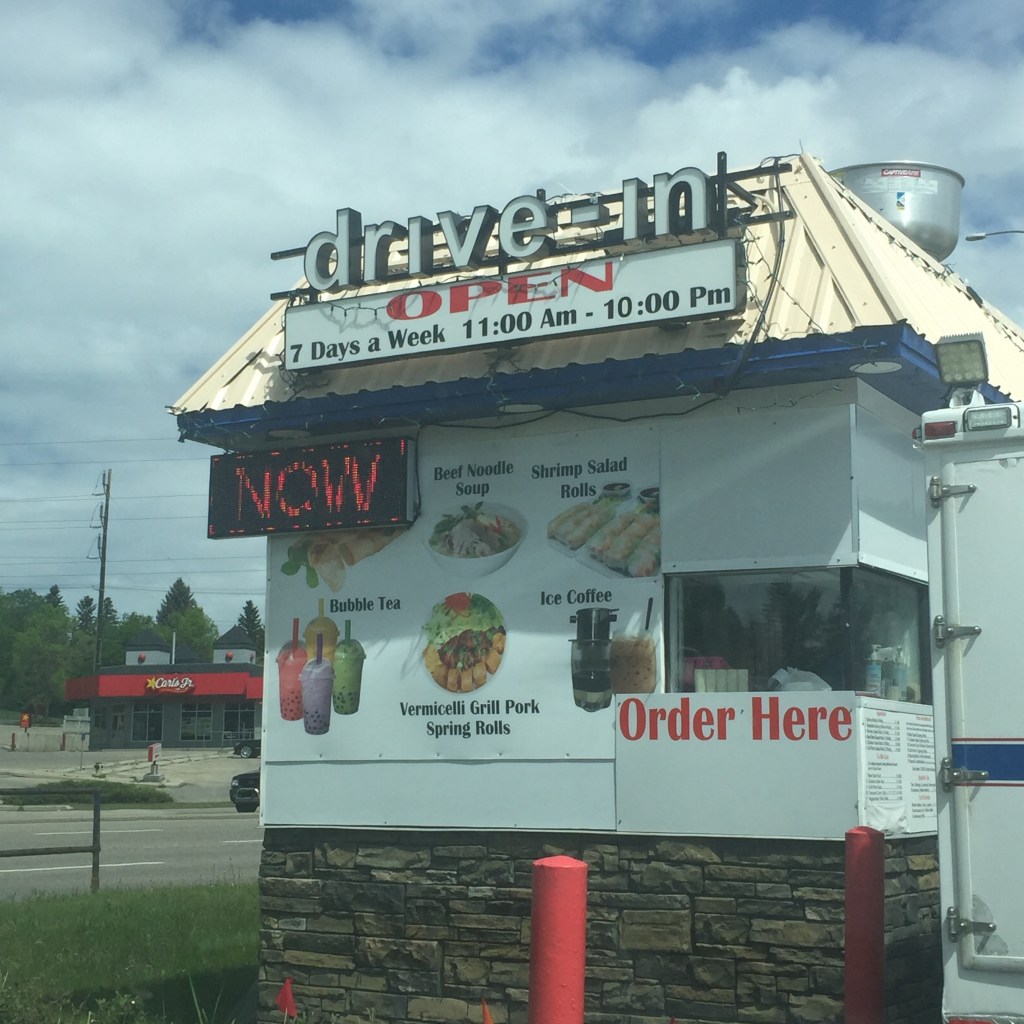 drive-in
OPEN
7 Days a Week 11:00 Am - 10:00 Pm
NOW
Beef Noodle
Soup
Shrimp Salad
Rolls
Bubble Tea
Ice Coffee
Vermicelli Grill Pork
Spring Rolls
Order Here
Carl's Jr.